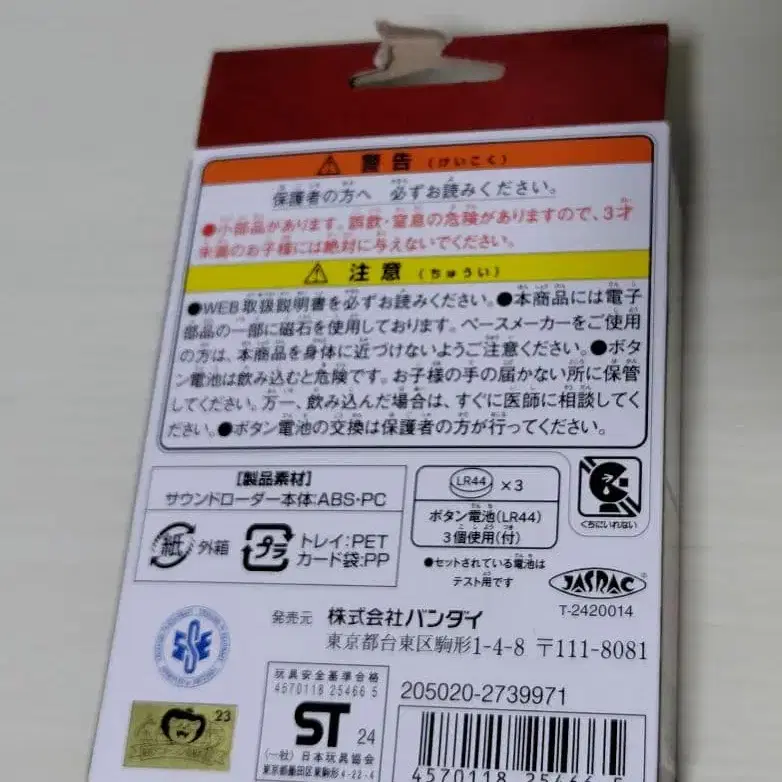 警告（けいこく）
保護者の方へ 必ずお読みください。
●小部品があります。誤飲・窒息の危険がありますので、3才
未満のお子様には絶対に与えないでください。
注意（ちゅうい）
●WEB取扱説明書を必ずお読みください。●本商品には電子
部品の一部に磁石を使用しております。ペースメーカーをご使用
の方は、本商品を身体に近づけないようご注意ください。●ボタ
ン電池は飲み込むと危険です。お子様の手の届かない所に保管
してください。万一、飲み込んだ場合は、すぐに医師に相談してく
ださい。●ボタン電池の交換は保護者の方が行ってください。
【製品素材】
サウンドローダー本体:ABS・PC
紙 外箱
プラ トレイ:PET
カード袋:PP
LR44 ×3
ボタン電池(LR44)
3個使用(付)
●セットされている電池は
テスト用です
くちにいれない
JASRAC
T-2420014
発売元 株式会社バンダイ
東京都台東区駒形1-4-8 〒111-8081
玩具安全基準合格
4570118 25466 5
ST 24
(一社)日本玩具協会
東京都墨田区東駒形4-22-4
23
205020-2739971
4570118 25466 5